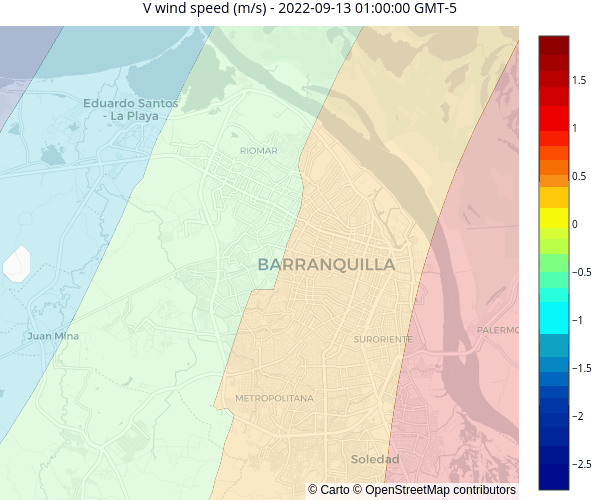 V wind speed (m/s) - 2022-09-13 01:00:00 GMT-5
Eduardo Santos
- La Playa
RIOMAR
BARRANQUILLA
Juan Mina
SURORIENTE
PALERMO
METROPOLITANA
Soledad
© Carto © OpenStreetMap contributors
1.5
1
0.5
0
−0.5
−1
−1.5
−2
−2.5